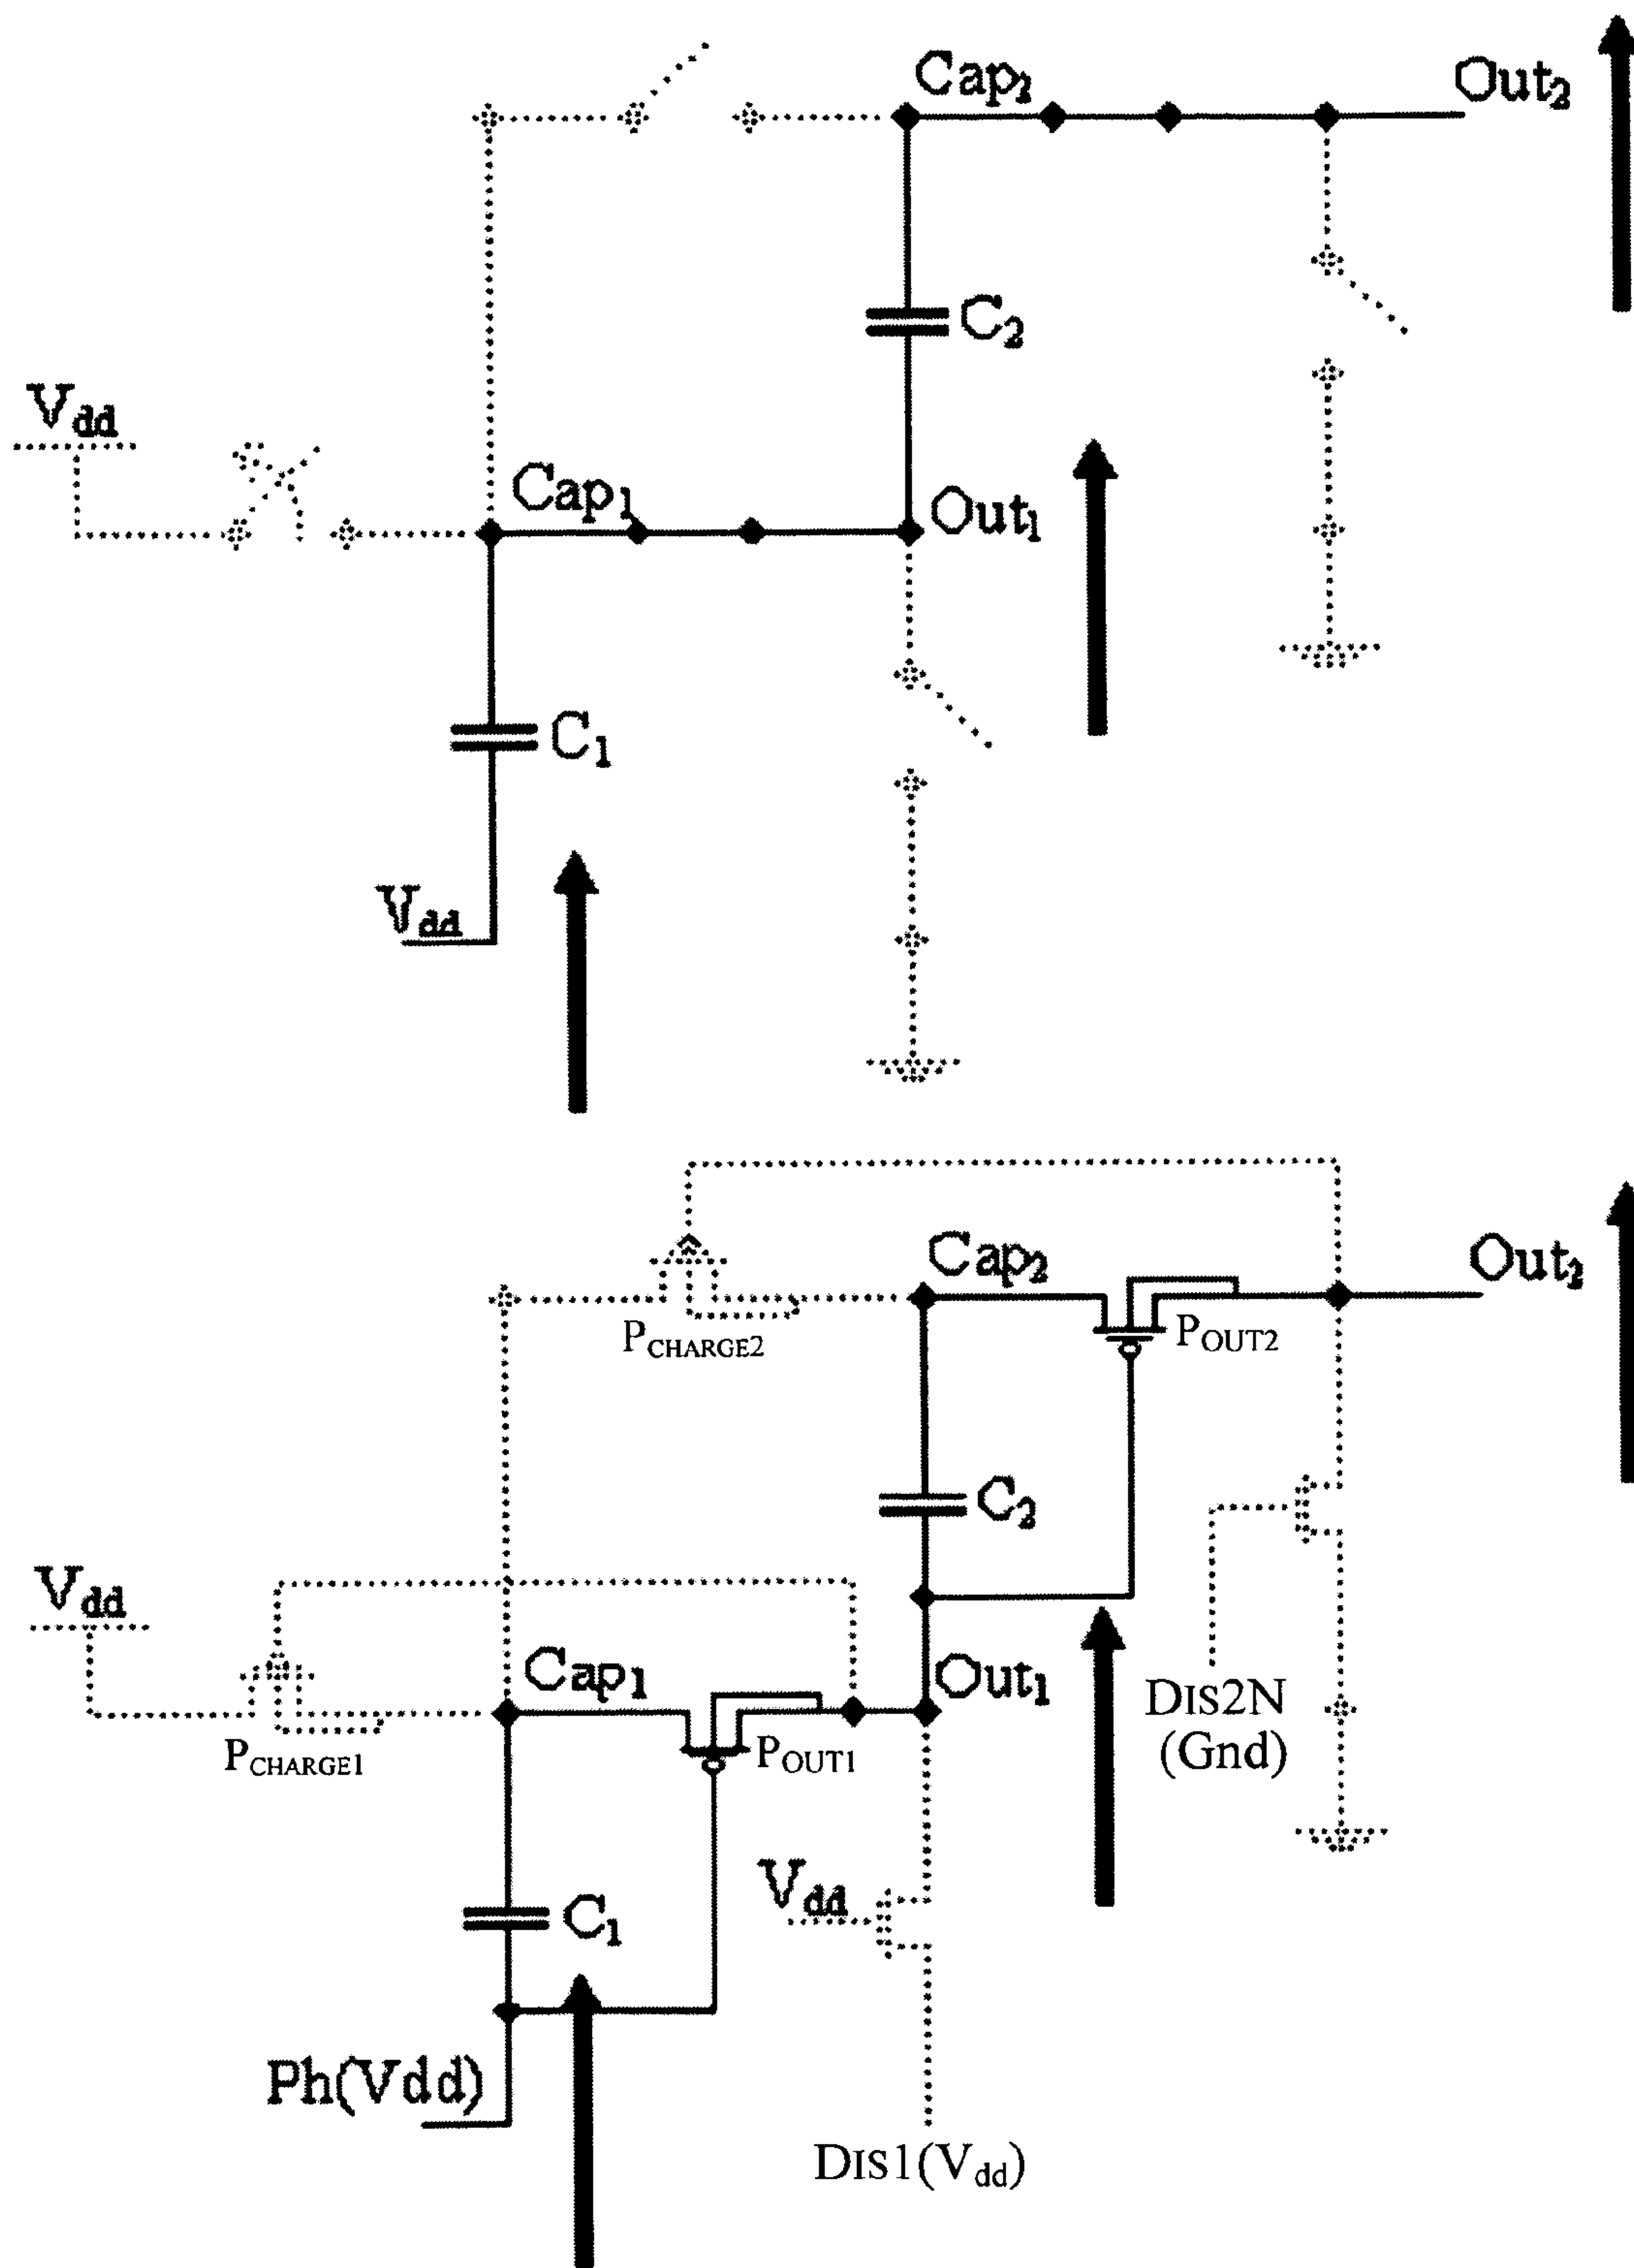 Cap₂
Out₂
C₂
Vdd
Cap₁
Out₁
C₁
Vdd
Cap₂
Out₂
PCHARGE2
POUT2
C₂
Vdd
Cap₁
Out₁
DIS2N
(Gnd)
PCHARGE1
POUT1
Vdd
C₁
Ph(Vdd)
DIS1(Vdd)